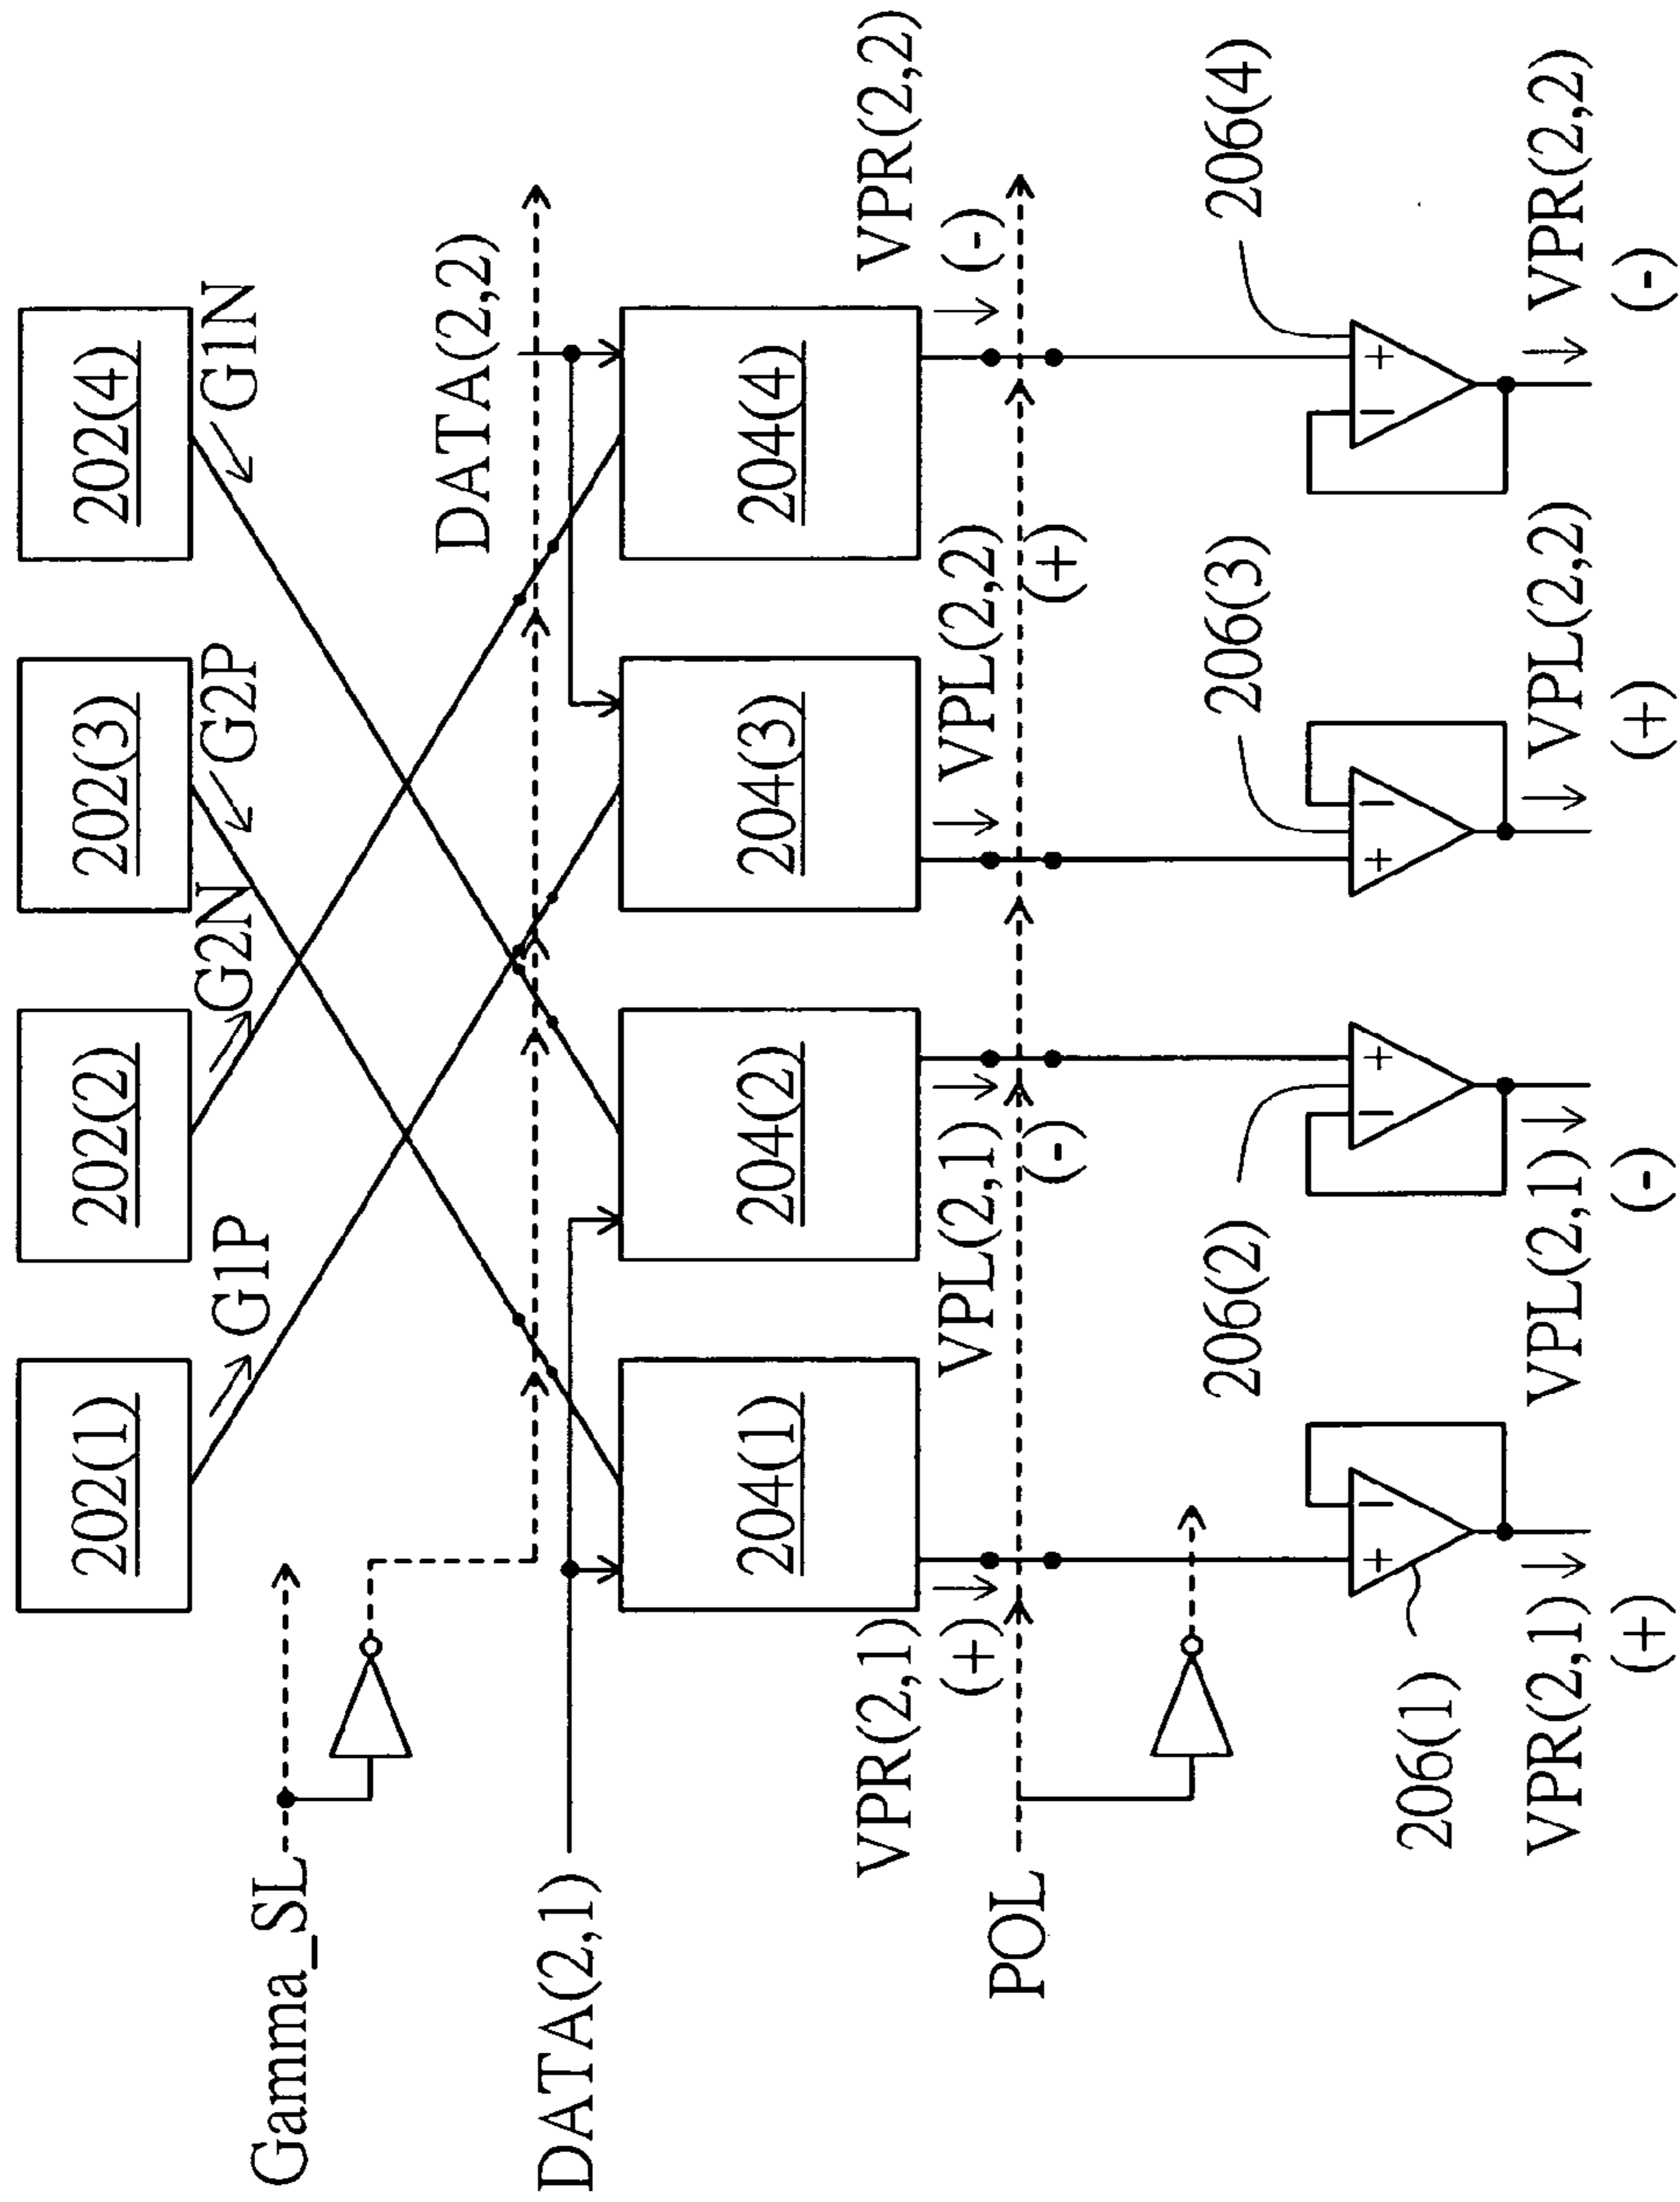 202(1)
202(2)
202(3)
202(4)
G1P
G2N
G2P
G1N
Gamma_SL
DATA(2,1)
DATA(2,2)
204(1)
204(2)
204(3)
204(4)
VPR(2,1)
(+)
VPL(2,1)
(-)
VPL(2,2)
(+)
VPR(2,2)
(-)
POL
206(1)
206(2)
206(3)
206(4)
+
−
−
+
+
−
−
+
VPR(2,1)
(+)
VPL(2,1)
(-)
VPL(2,2)
(+)
VPR(2,2)
(-)